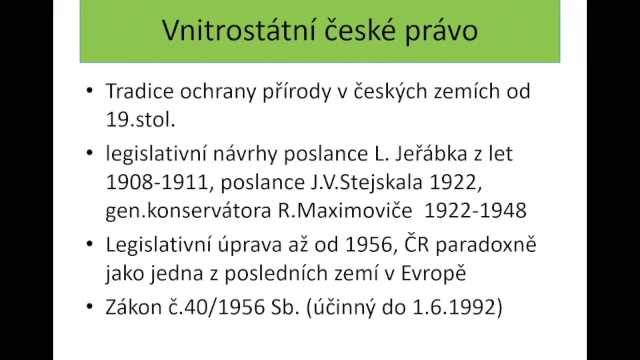 Vnitrostátní české právo
• Tradice ochrany přírody v českých zemích od
19.stol.
• legislativní návrhy poslance L. Jeřábka z let
1908-1911, poslance J.V.Stejskala 1922,
gen.konservátora R.Maximoviče  1922-1948
• Legislativní úprava až od 1956, ČR paradoxně
jako jedna z posledních zemí v Evropě
• Zákon č.40/1956 Sb. (účinný do 1.6.1992)